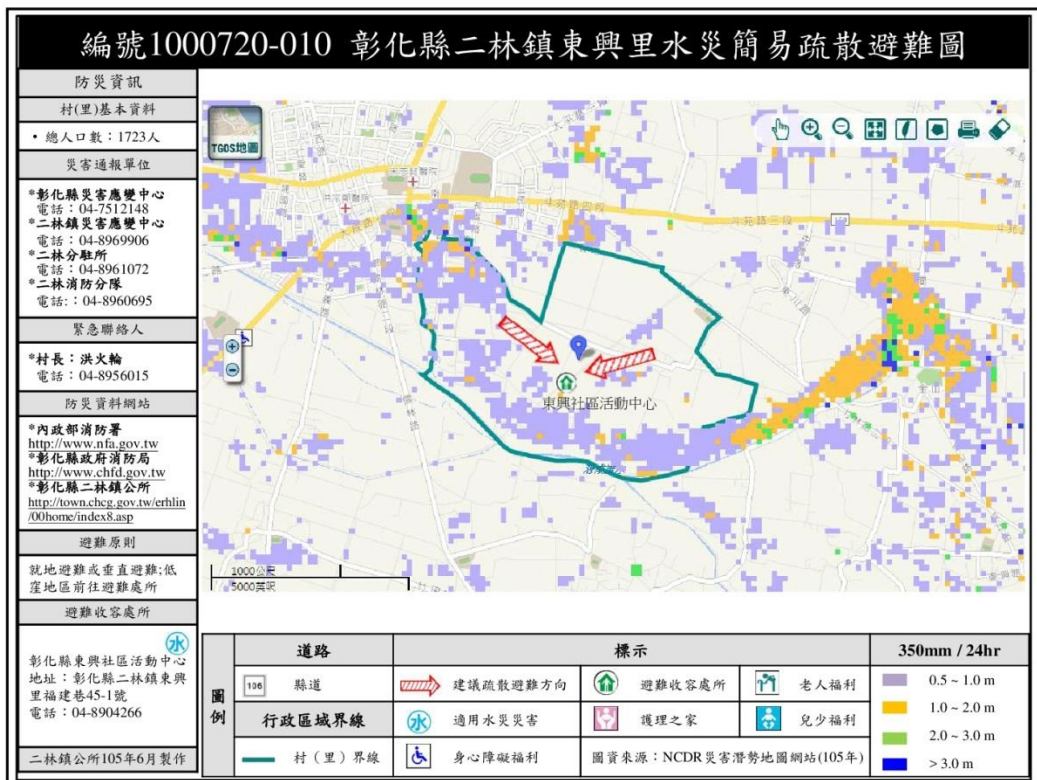 編號1000720-010 彰化縣二林鎮東興里水災簡易疏散避難圖
防災資訊
村(里)基本資料
• 總人口數：1723人
災害通報單位
*彰化縣災害應變中心
電話：04-7512148
*二林鎮災害應變中心
電話：04-8969906
*二林分駐所
電話：04-8961072
*二林消防分隊
電話:：04-8960695
緊急聯絡人
*村長：洪火輪
電話：04-8956015
防災資料網站
*內政部消防署
http://www.nfa.gov.tw
*彰化縣政府消防局
http://www.chfd.gov.tw
*彰化縣二林鎮公所
http://town.chcg.gov.tw/erhlin
/00home/index8.asp
避難原則
就地避難或垂直避難;低
窪地區前往避難處所
避難收容處所
水
彰化縣東興社區活動中心
地址：彰化縣二林鎮東興
里福建巷45-1號
電話：04-8904266
二林鎮公所105年6月製作
TGOS地圖
斗苑路四段
斗苑路三段
東興社區活動中心
1000公尺
5000英呎
圖例
道路
標示
350mm / 24hr
106
縣道
建議疏散避難方向
避難收容處所
老人福利
0.5 ~ 1.0 m
行政區域界線
水
適用水災災害
護理之家
兒少福利
1.0 ~ 2.0 m
2.0 ~ 3.0 m
村（里）界線
身心障礙福利
圖資來源：NCDR災害潛勢地圖網站(105年)
> 3.0 m